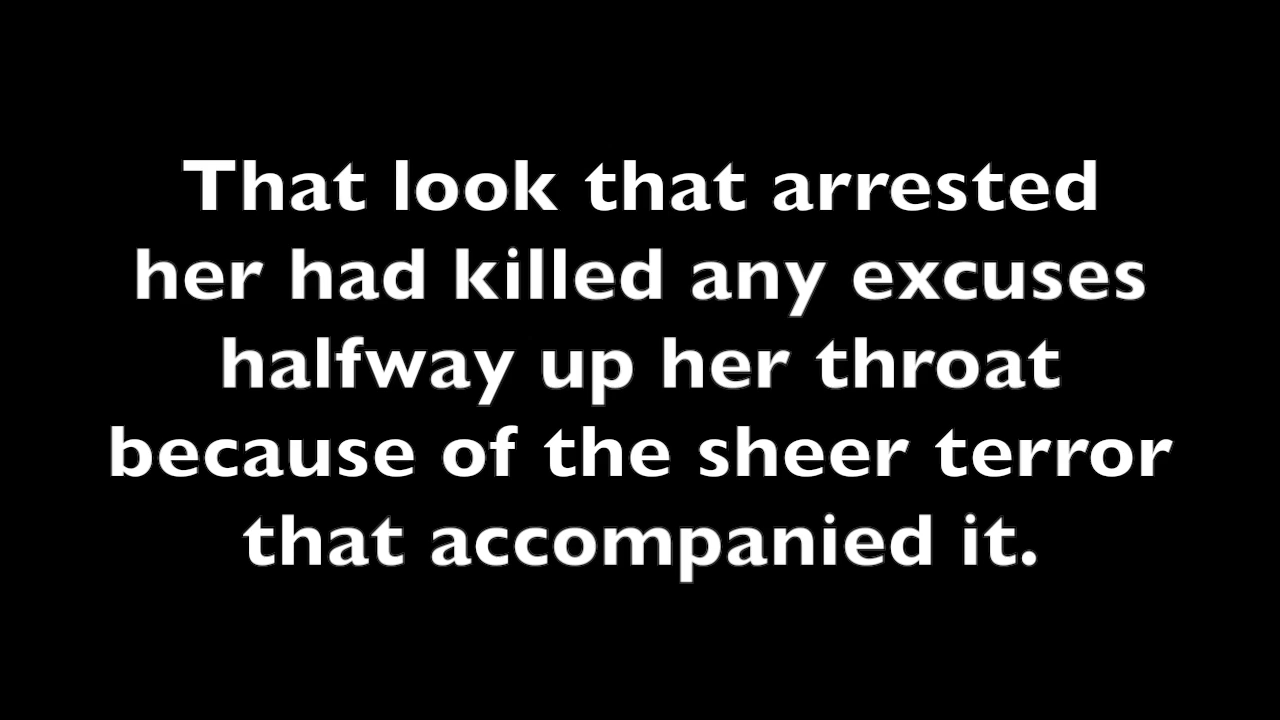 That look that arrested
her had killed any excuses
halfway up her throat
because of the sheer terror
that accompanied it.